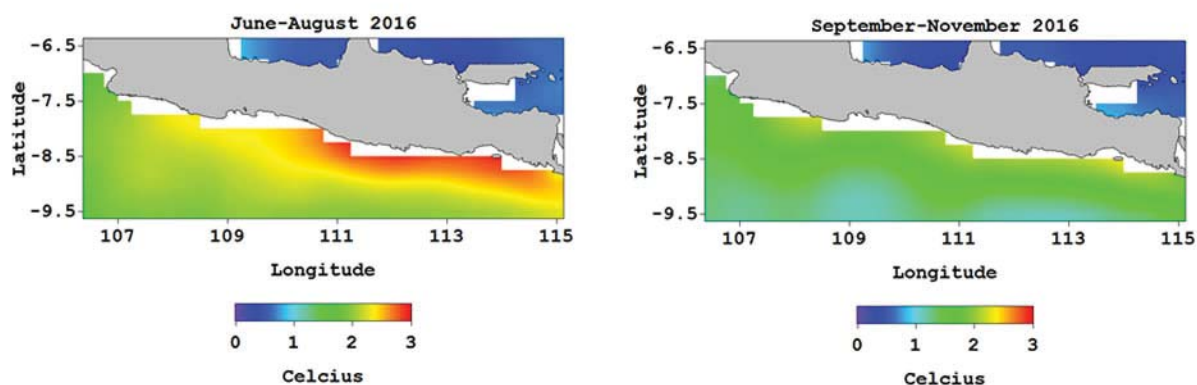 June-August 2016
-6.5
-7.5
-8.5
-9.5
Latitude
107 109 111 113 115
Longitude
0 1 2 3
Celcius
September-November 2016
-6.5
-7.5
-8.5
-9.5
Latitude
107 109 111 113 115
Longitude
0 1 2 3
Celcius